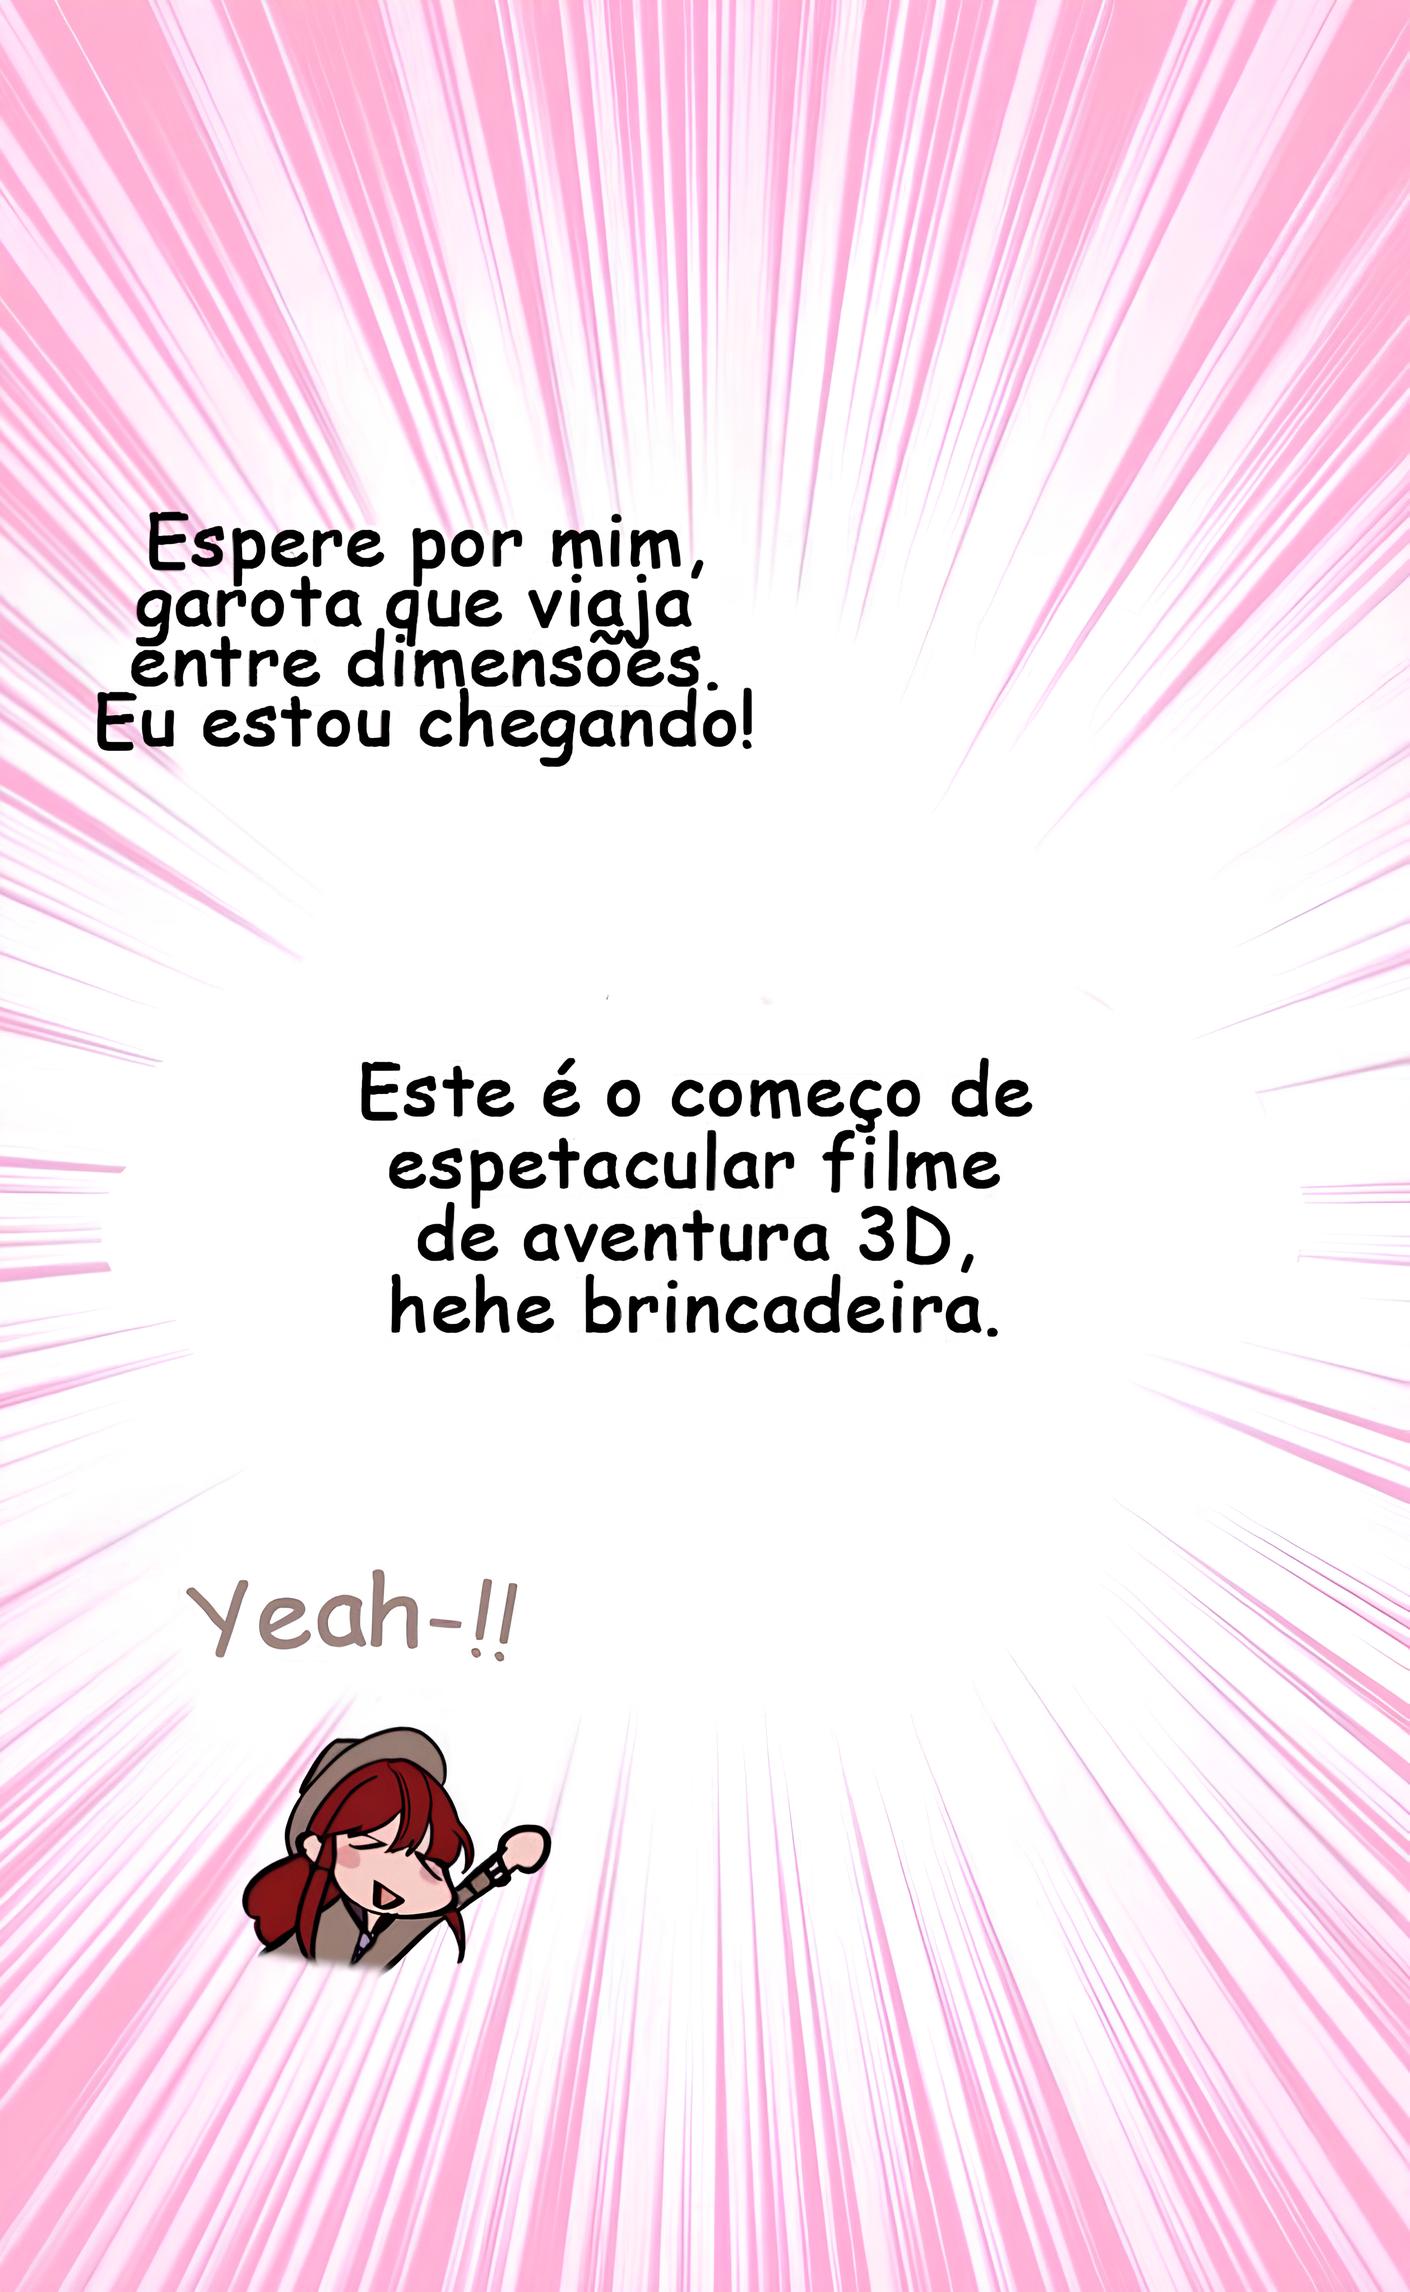 Espere por mim,
garota que viaja
entre dimensões.
Eu estou chegando!
Este é o começo de
espetacular filme
de aventura 3D,
hehe brincadeira.
Yeah-!!